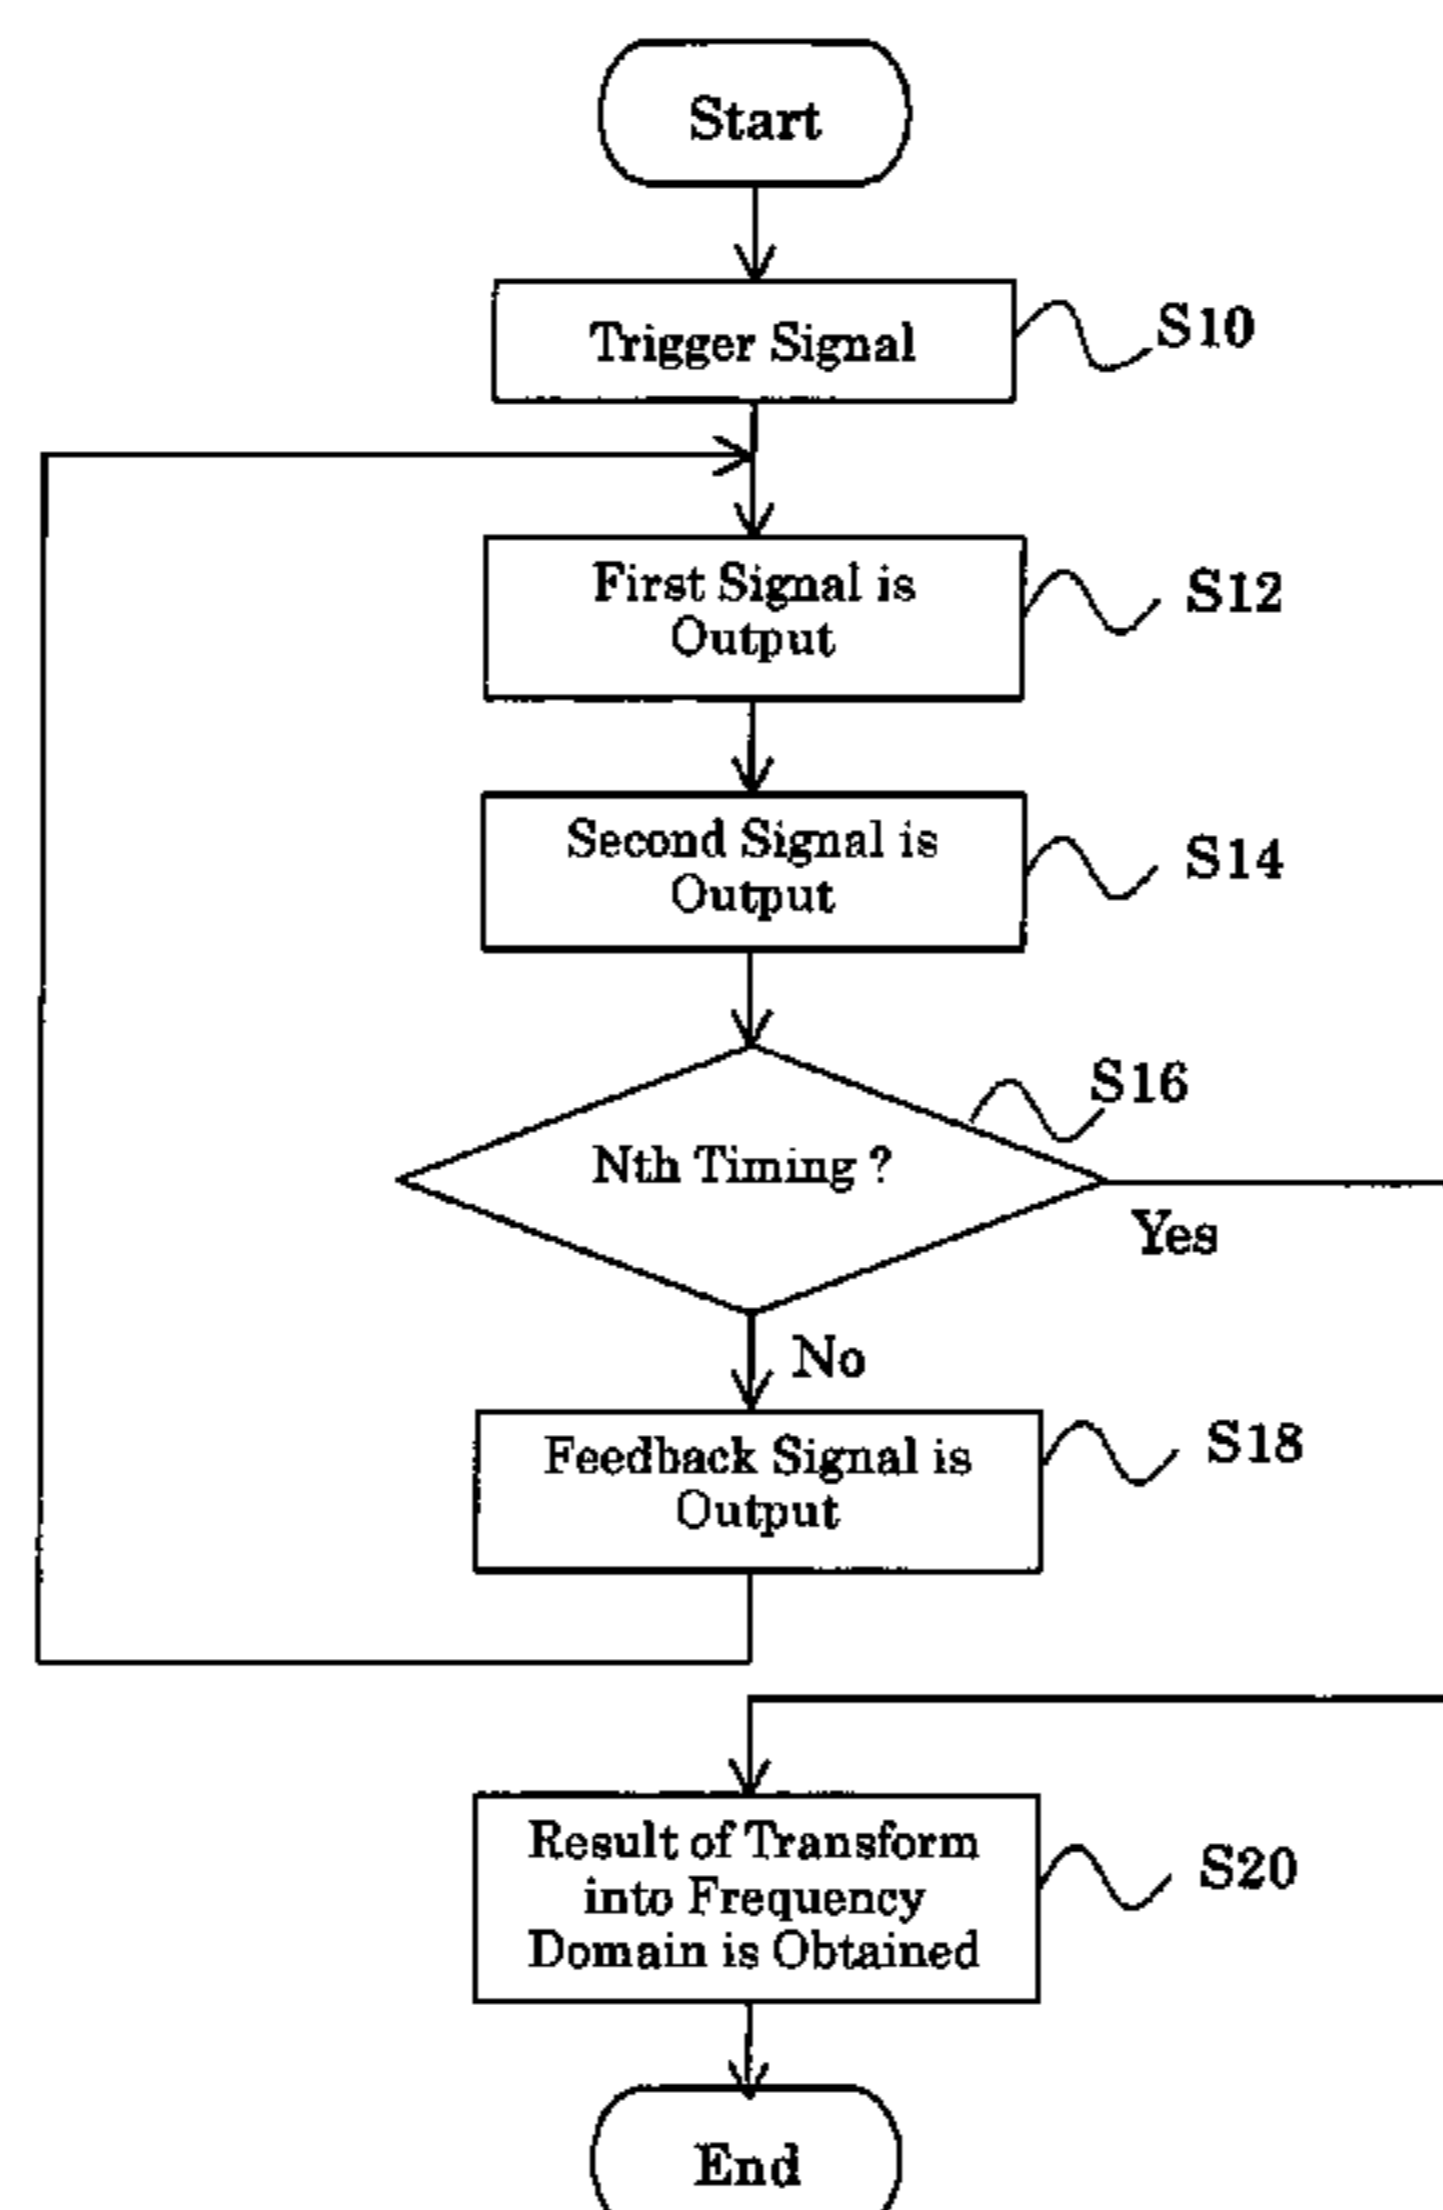 Start
Trigger Signal
S10
First Signal is
Output
S12
Second Signal is
Output
S14
S16
Nth Timing ?
Yes
No
Feedback Signal is
Output
S18
Result of Transform
into Frequency
Domain is Obtained
S20
End